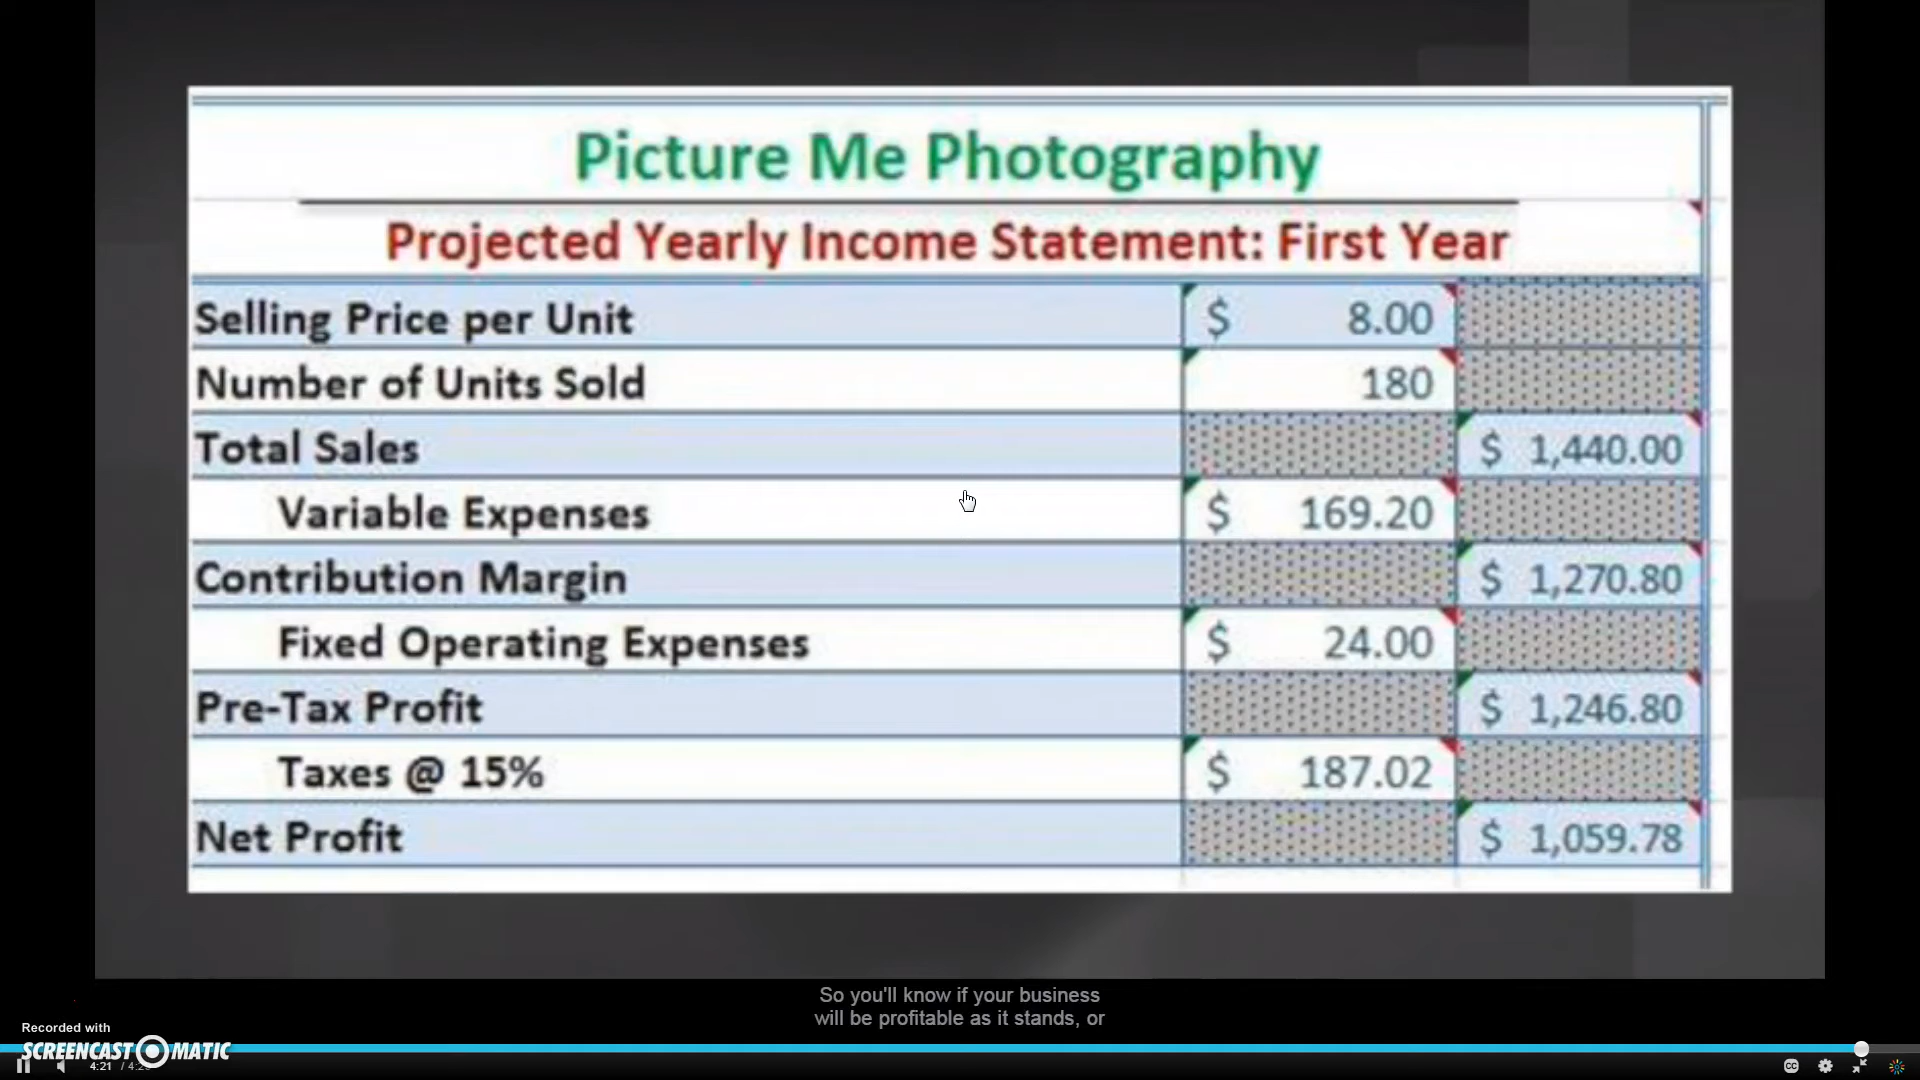 Picture Me Photography
Projected Yearly Income Statement: First Year
Selling Price per Unit $ 8.00
Number of Units Sold 180
Total Sales $ 1,440.00
Variable Expenses $ 169.20
Contribution Margin $ 1,270.80
Fixed Operating Expenses $ 24.00
Pre-Tax Profit $ 1,246.80
Taxes @ 15% $ 187.02
Net Profit $ 1,059.78
So you'll know if your business
will be profitable as it stands, or
Recorded with
SCREENCAST O MATIC
4:21
CC